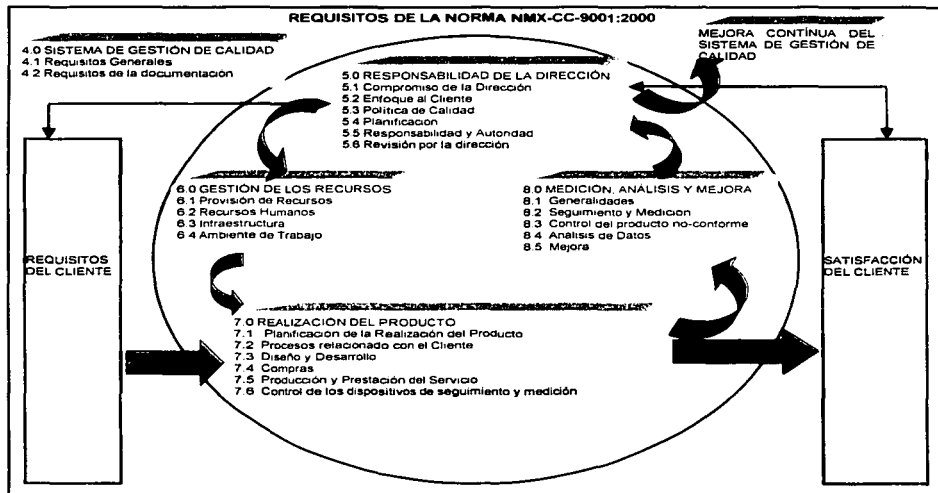 REQUISITOS DE LA NORMA NMX-CC-9001:2000
4.0 SISTEMA DE GESTIÓN DE CALIDAD
4.1 Requisitos Generales
4.2 Requisitos de la documentación
MEJORA CONTÍNUA DEL
SISTEMA DE GESTIÓN DE
CALIDAD
5.0 RESPONSABILIDAD DE LA DIRECCIÓN
5.1 Compromiso de la Dirección
5.2 Enfoque al Cliente
5.3 Política de Calidad
5.4 Planificación
5.5 Responsabilidad y Autoridad
5.6 Revisión por la dirección
6.0 GESTIÓN DE LOS RECURSOS
6.1 Provisión de Recursos
6.2 Recursos Humanos
6.3 Infraestructura
6.4 Ambiente de Trabajo
8.0 MEDICIÓN, ANÁLISIS Y MEJORA
8.1 Generalidades
8.2 Seguimiento y Medición
8.3 Control del producto no-conforme
8.4 Análisis de Datos
8.5 Mejora
REQUISITOS
DEL CLIENTE
SATISFACCIÓN
DEL CLIENTE
7.0 REALIZACIÓN DEL PRODUCTO
7.1 Planificación de la Realización del Producto
7.2 Procesos relacionado con el Cliente
7.3 Diseño y Desarrollo
7.4 Compras
7.5 Producción y Prestación del Servicio
7.6 Control de los dispositivos de seguimiento y medición